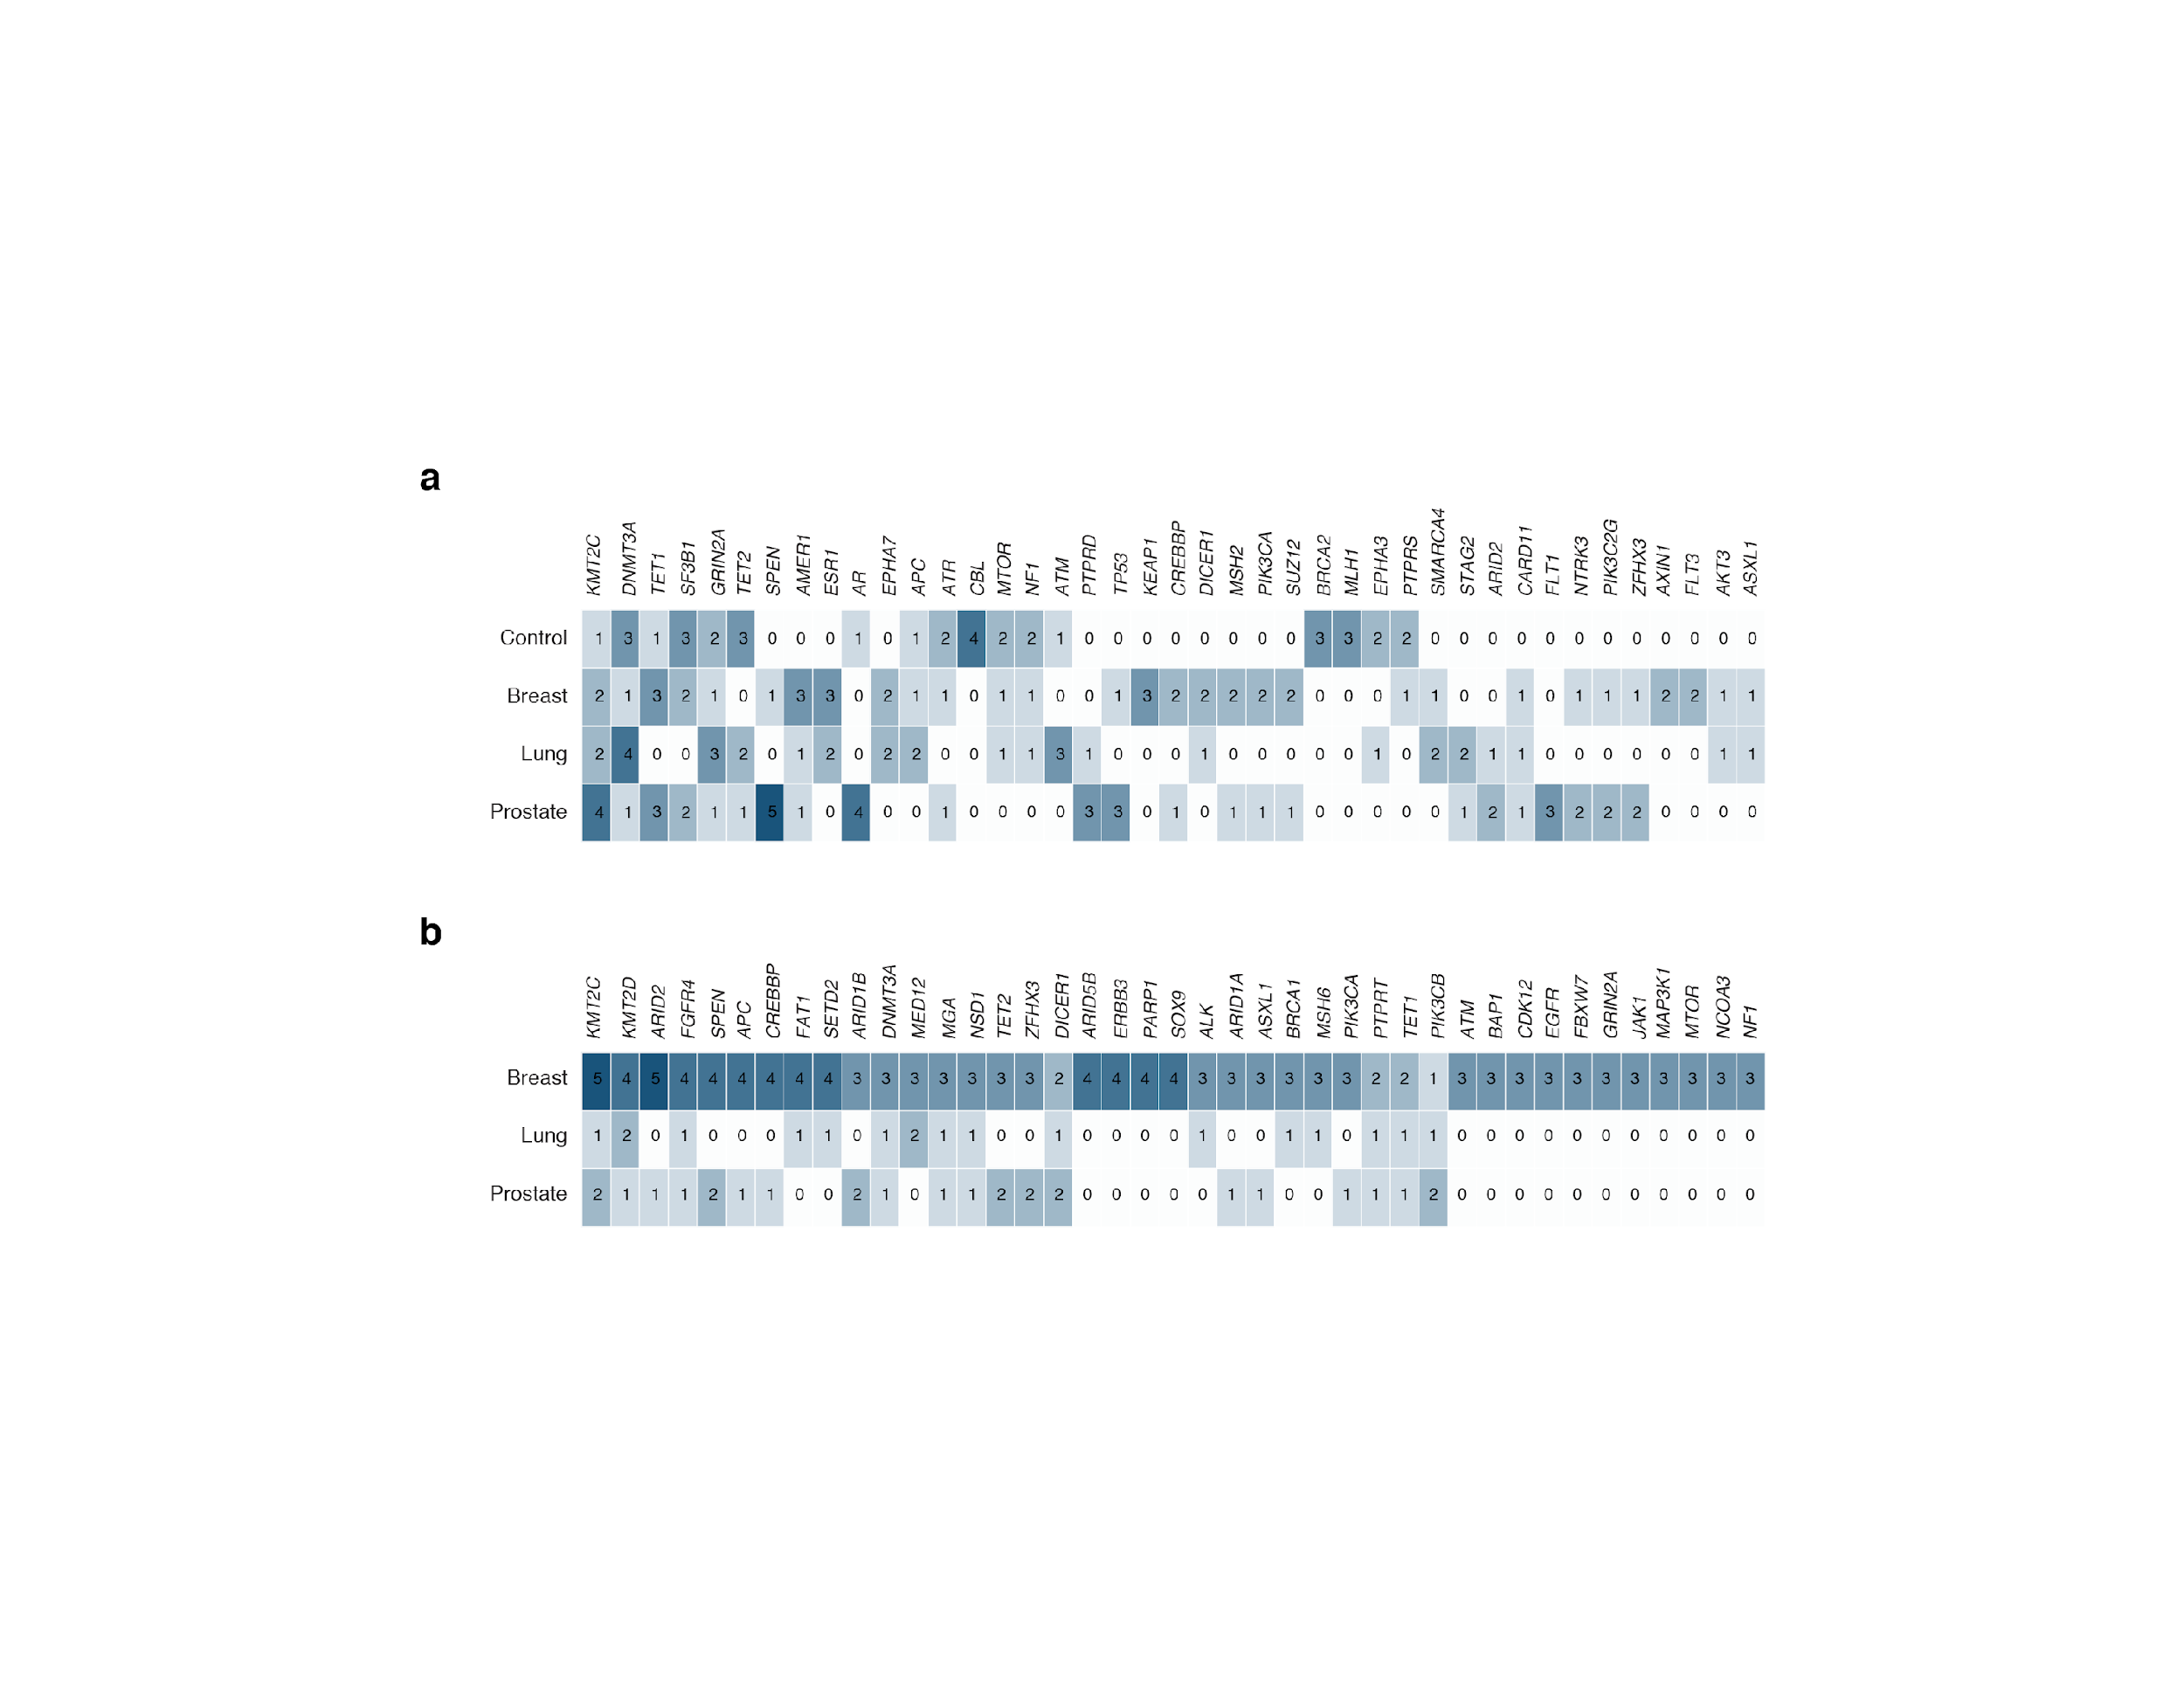 a
KMT2C DNMT3A TET1 SF3B1 GRIN2A TET2 SPEN AMER1 ESR1 AR EPHA7 APC ATR CBL MTOR NF1 ATM PTPRD TP53 KEAP1 CREBBP DICER1 MSH2 PIK3CA SUZ12 BRCA2 MLH1 EPHA3 PTPRS SMARCA4 STAG2 ARID2 CARD11 FLT1 NTRK3 PIK3C2G ZFHX3 AXIN1 FLT3 AKT3 ASXL1
Control 1 3 1 3 2 3 0 0 0 1 0 1 2 4 2 2 1 0 0 0 0 0 0 0 0 3 3 2 2 0 0 0 0 0 0 0 0 0 0 0 0
Breast 2 1 3 2 1 0 1 3 3 0 2 1 1 0 1 1 0 0 1 3 2 2 2 2 2 0 0 0 1 1 0 0 1 0 1 1 1 2 2 1 1
Lung 2 4 0 0 3 2 0 1 2 0 2 2 0 0 1 1 3 1 0 0 0 1 0 0 0 0 0 1 0 2 2 1 1 0 0 0 0 0 0 1 1
Prostate 4 1 3 2 1 1 5 1 0 4 0 0 1 0 0 0 0 3 3 0 1 0 1 1 1 0 0 0 0 0 1 2 1 3 2 2 2 0 0 0 0
b
KMT2C KMT2D ARID2 FGFR4 SPEN APC CREBBP FAT1 SETD2 ARID1B DNMT3A MED12 MGA NSD1 TET2 ZFHX3 DICER1 ARID5B ERBB3 PARP1 SOX9 ALK ARID1A ASXL1 BRCA1 MSH6 PIK3CA PTPRT TET1 PIK3CB ATM BAP1 CDK12 EGFR FBXW7 GRIN2A JAK1 MAP3K1 MTOR NCOA3 NF1
Breast 5 4 5 4 4 4 4 4 4 3 3 3 3 3 3 3 2 4 4 4 4 3 3 3 3 3 3 2 2 1 3 3 3 3 3 3 3 3 3 3 3
Lung 1 2 0 1 0 0 0 1 1 0 1 2 1 1 0 0 1 0 0 0 0 1 0 0 1 1 0 1 1 1 0 0 0 0 0 0 0 0 0 0 0
Prostate 2 1 1 1 2 1 1 0 0 2 1 0 1 1 2 2 2 0 0 0 0 0 1 1 0 0 1 1 1 2 0 0 0 0 0 0 0 0 0 0 0